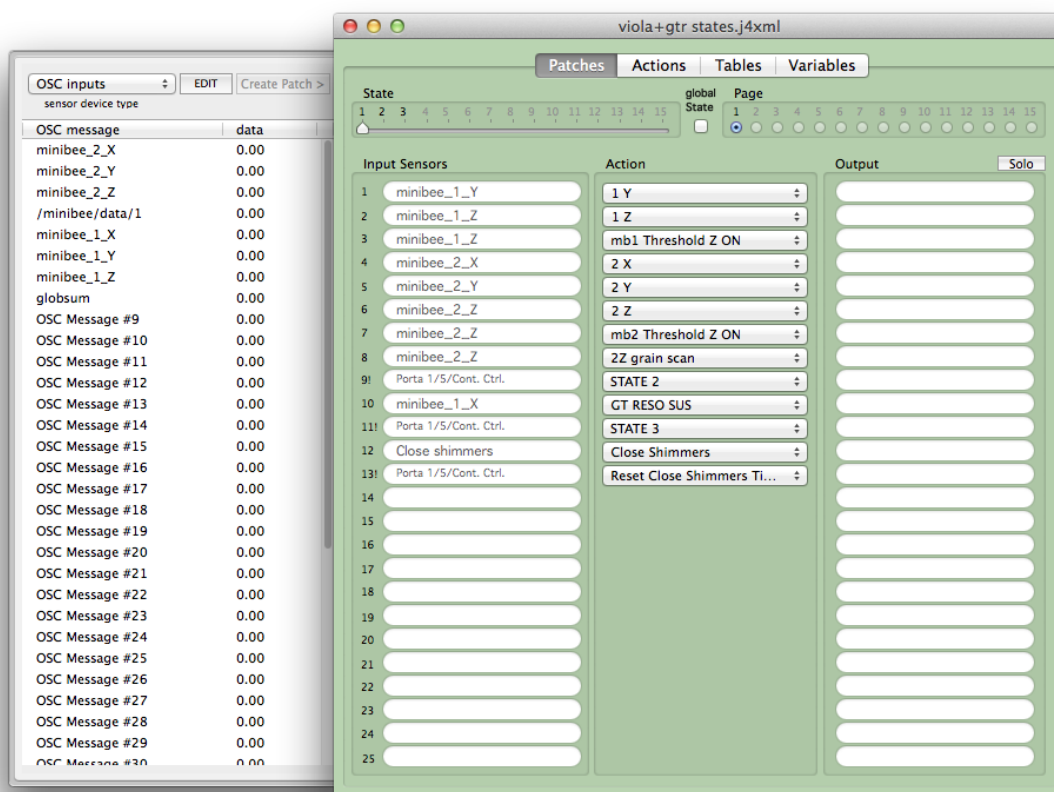 viola+gtr states.j4xml
OSC inputs EDIT Create Patch >
sensor device type
OSC message data
minibee_2_X 0.00
minibee_2_Y 0.00
minibee_2_Z 0.00
/minibee/data/1 0.00
minibee_1_X 0.00
minibee_1_Y 0.00
minibee_1_Z 0.00
globsum 0.00
OSC Message #9 0.00
OSC Message #10 0.00
OSC Message #11 0.00
OSC Message #12 0.00
OSC Message #13 0.00
OSC Message #14 0.00
OSC Message #15 0.00
OSC Message #16 0.00
OSC Message #17 0.00
OSC Message #18 0.00
OSC Message #19 0.00
OSC Message #20 0.00
OSC Message #21 0.00
OSC Message #22 0.00
OSC Message #23 0.00
OSC Message #24 0.00
OSC Message #25 0.00
OSC Message #26 0.00
OSC Message #27 0.00
OSC Message #28 0.00
OSC Message #29 0.00
OSC Message #30 0.00
Patches Actions Tables Variables
State global State Page
1 2 3 4 5 6 7 8 9 10 11 12 13 14 15
1 2 3 4 5 6 7 8 9 10 11 12 13 14 15
Input Sensors Action Output Solo
1 minibee_1_Y 1 Y
2 minibee_1_Z 1 Z
3 minibee_1_Z mb1 Threshold Z ON
4 minibee_2_X 2 X
5 minibee_2_Y 2 Y
6 minibee_2_Z 2 Z
7 minibee_2_Z mb2 Threshold Z ON
8 minibee_2_Z 2Z grain scan
9! Porta 1/5/Cont. Ctrl. STATE 2
10 minibee_1_X GT RESO SUS
11! Porta 1/5/Cont. Ctrl. STATE 3
12 Close shimmers Close Shimmers
13! Porta 1/5/Cont. Ctrl. Reset Close Shimmers Ti...
14
15
16
17
18
19
20
21
22
23
24
25